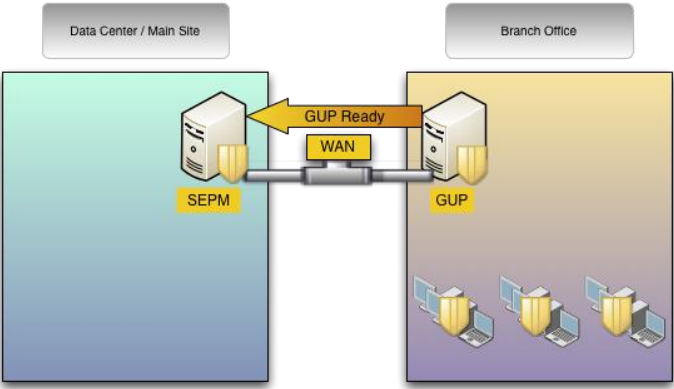 Data Center / Main Site
Branch Office
GUP Ready
WAN
SEPM
GUP